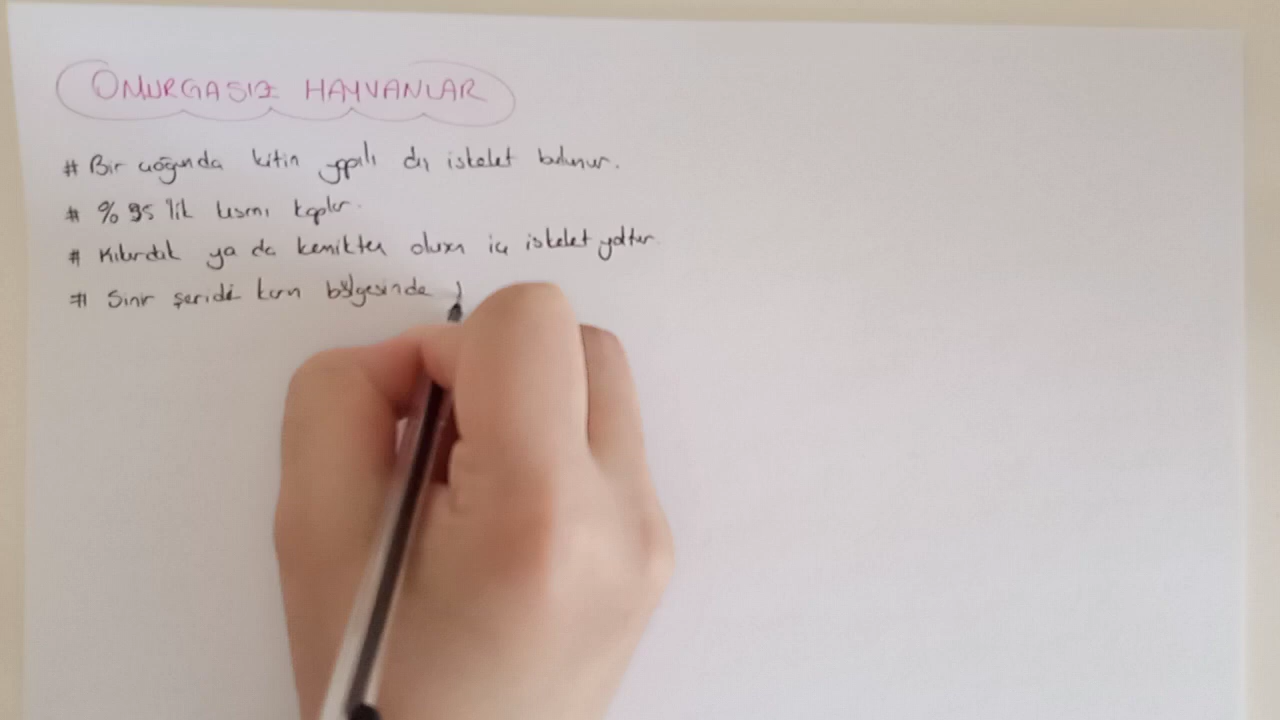 OMURGASIZ HAYVANLAR
# Bir çoğunda kitin yapılı dış iskelet bulunur.
# %95'lik kısmı kaplar.
# Kıkırdak ya da kemikten oluşan iç iskelet yoktur.
# Sinir şeridi karın bölgesinde